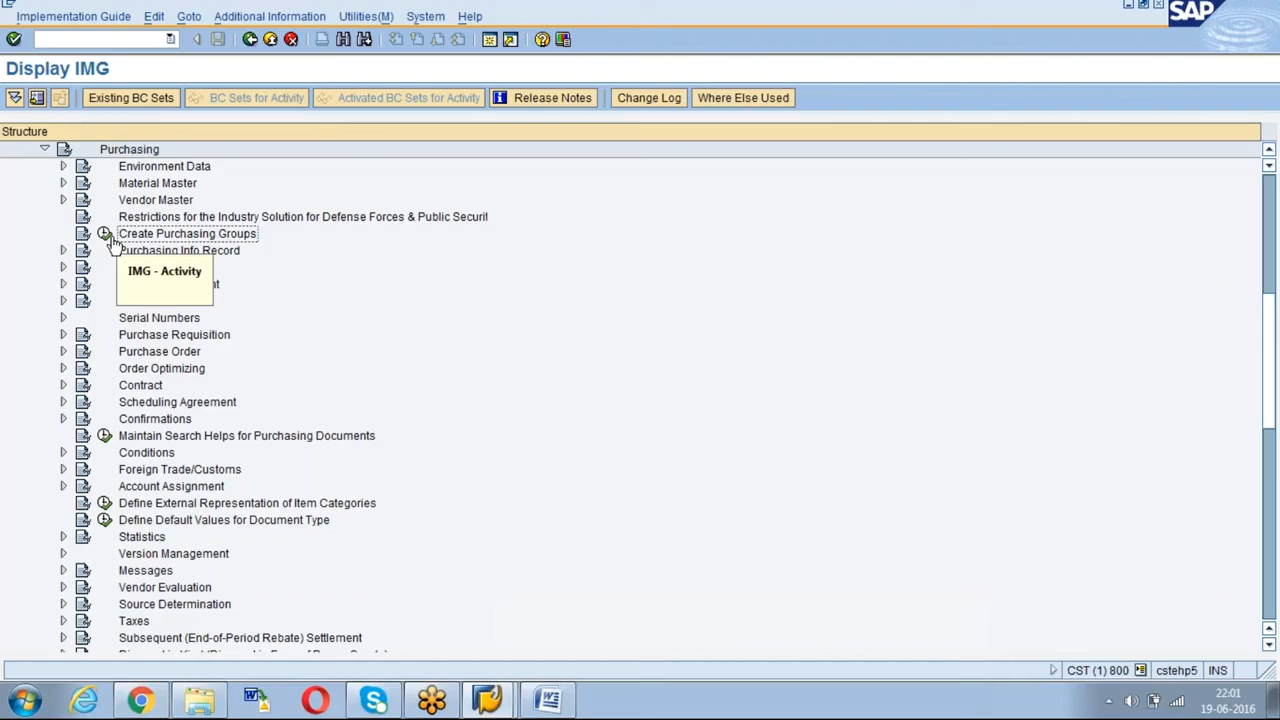 Implementation Guide Edit Goto Additional Information Utilities(M) System Help
SAP
Display IMG
Existing BC Sets BC Sets for Activity Activated BC Sets for Activity Release Notes Change Log Where Else Used
Structure
Purchasing
Environment Data
Material Master
Vendor Master
Restrictions for the Industry Solution for Defense Forces & Public Securit
Create Purchasing Groups
Purchasing Info Record
IMG - Activity
Serial Numbers
Purchase Requisition
Purchase Order
Order Optimizing
Contract
Scheduling Agreement
Confirmations
Maintain Search Helps for Purchasing Documents
Conditions
Foreign Trade/Customs
Account Assignment
Define External Representation of Item Categories
Define Default Values for Document Type
Statistics
Version Management
Messages
Vendor Evaluation
Source Determination
Taxes
Subsequent (End-of-Period Rebate) Settlement
CST (1) 800 cstehp5 INS
22:01
19-06-2016